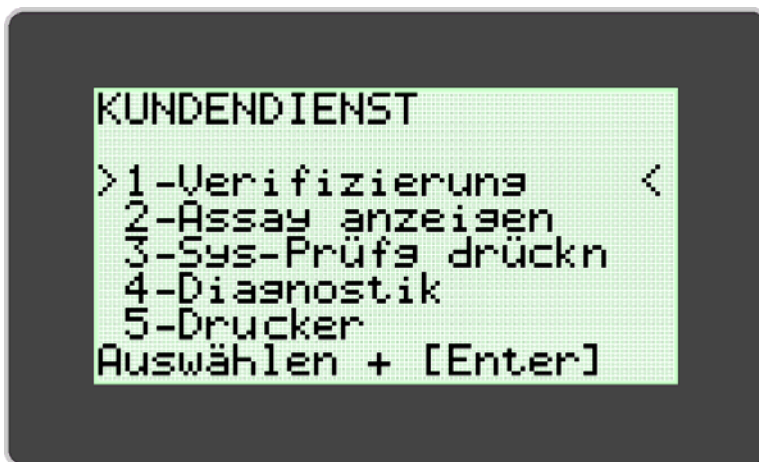 KUNDENDIENST
>1-Verifizierung <
2-Assay anzeigen
3-Sys-Prüfg drückn
4-Diagnostik
5-Drucker
Auswählen + [Enter]